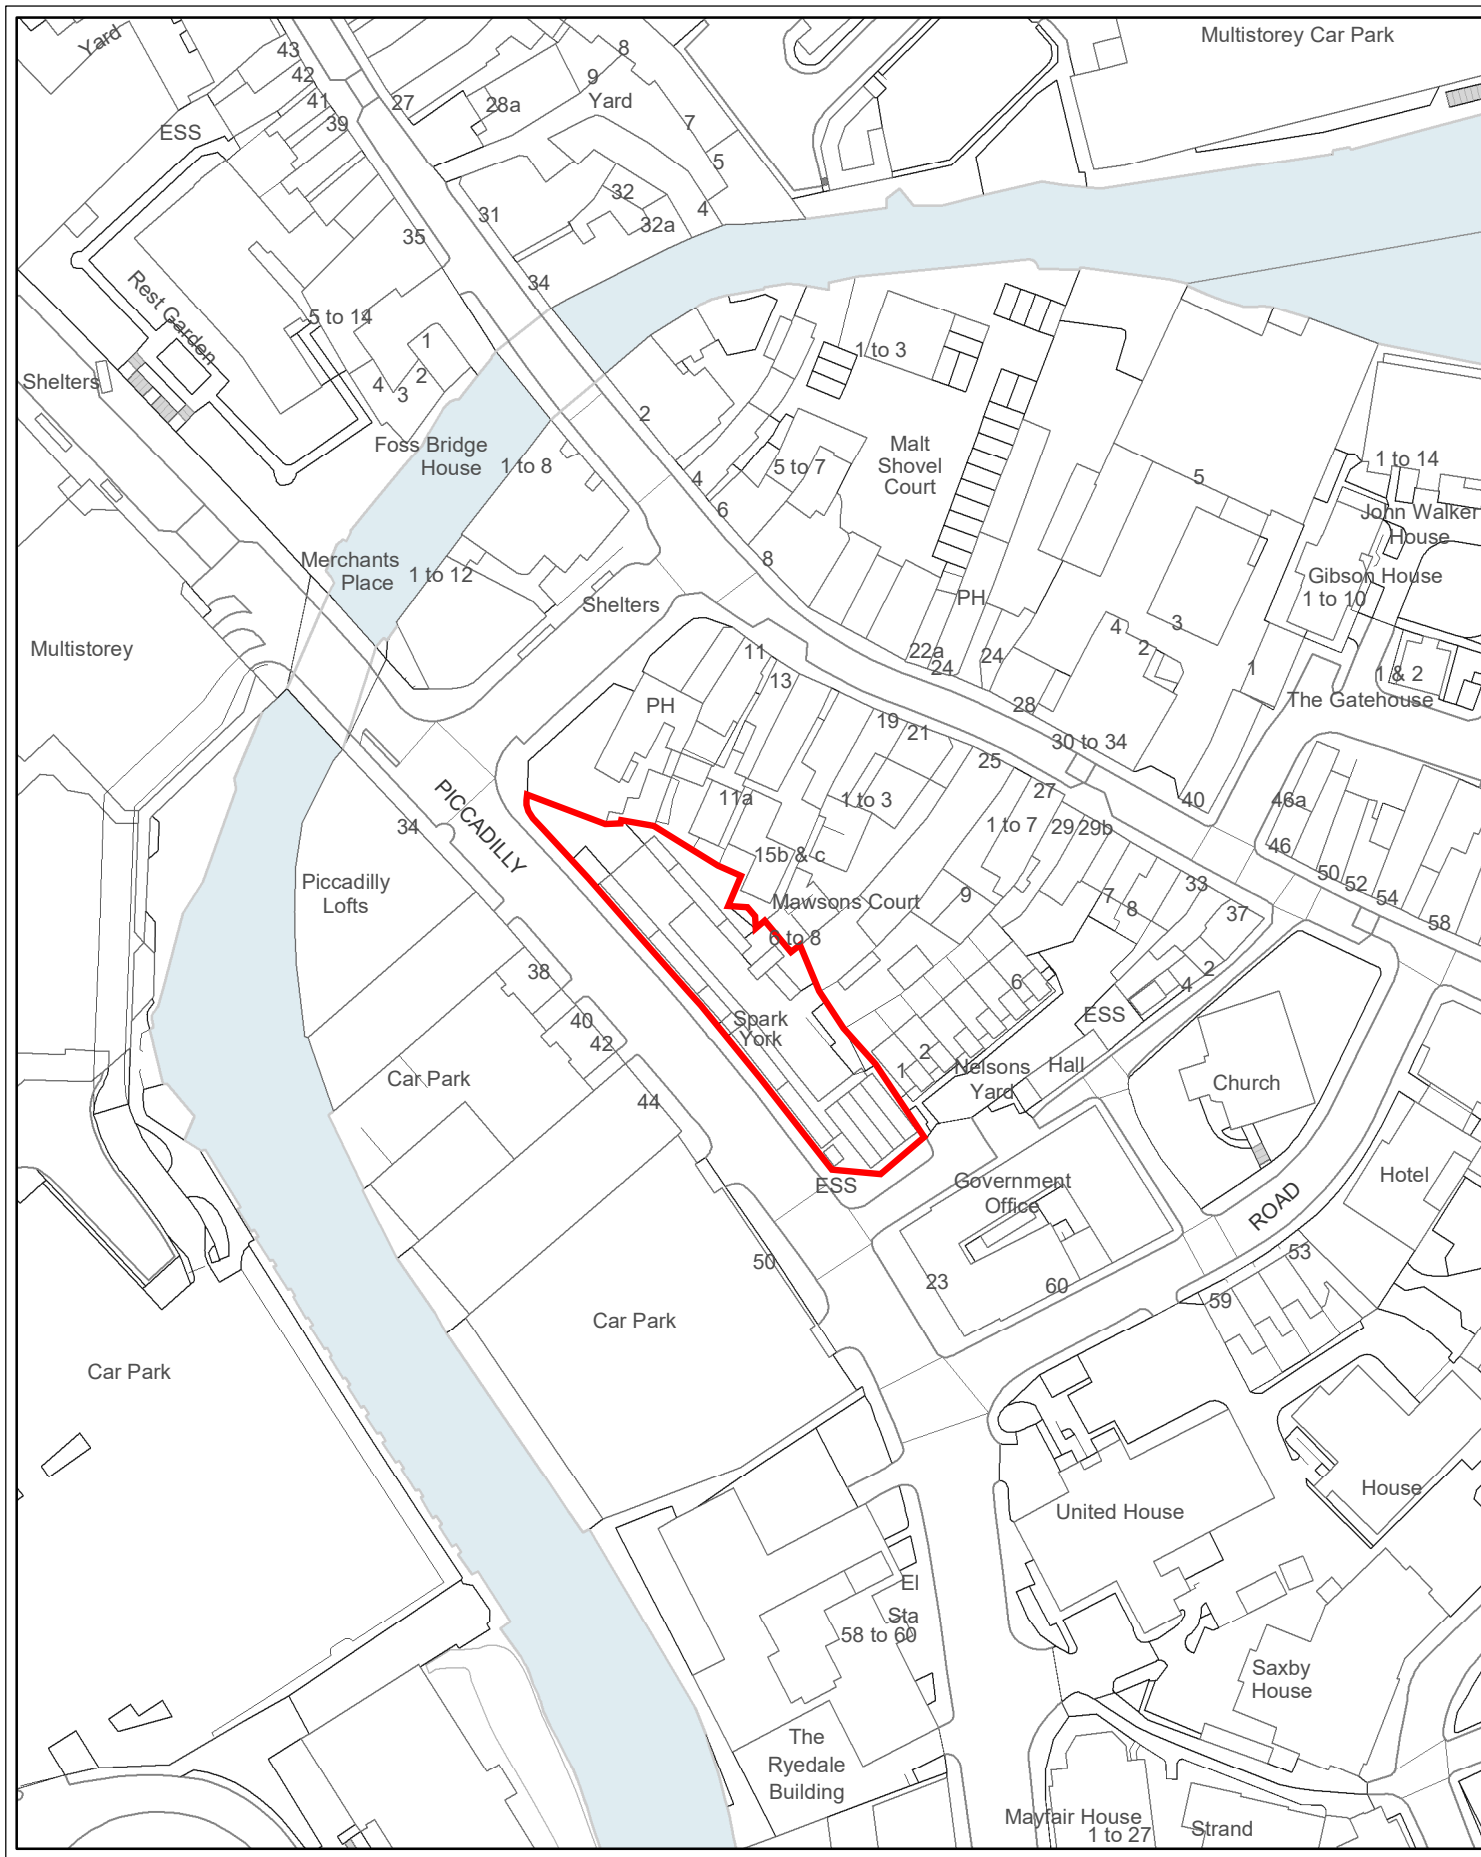 Yard
43
42
41
39
ESS
27
28a
9
8
Yard
7
5
4
32
32a
31
34
35
Multistorey Car Park
Rest Garden
5 to 14
1
2
3
4
Shelters
Foss Bridge
House
1 to 8
Merchants
Place
1 to 12
Shelters
Multistorey
2
4
6
8
1 to 3
5 to 7
Malt
Shovel
Court
PH
22a
24
24
28
30 to 34
5
4
2
3
1
40
1 to 14
John Walker
House
Gibson House
1 to 10
1 & 2
The Gatehouse
PH
11
13
19
21
25
27
11a
1 to 3
1 to 7
29
29b
15b & c
Mawsons Court
6 to 8
9
7
8
33
37
46a
46
50
52
54
58
PICCADILLY
34
Piccadilly
Lofts
38
40
42
44
Car Park
Spark
York
6
2
1
ESS
4
2
Nelsons
Yard
Hall
Church
ESS
Government
Office
23
60
ROAD
Hotel
53
59
50
Car Park
Car Park
United House
House
El
Sta
58 to 60
Saxby
House
The
Ryedale
Building
Mayfair House
1 to 27
Strand